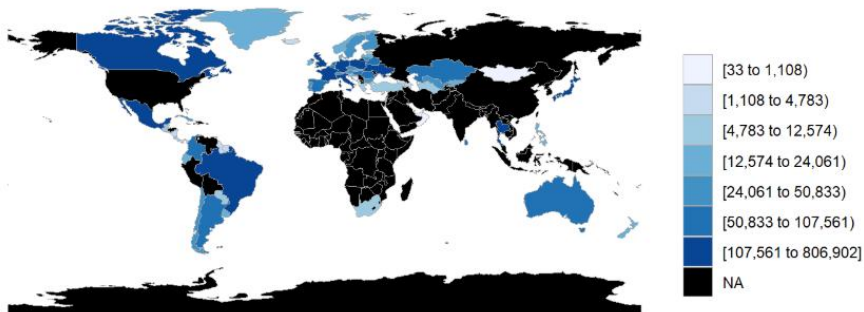 [33 to 1,108)
[1,108 to 4,783)
[4,783 to 12,574)
[12,574 to 24,061)
[24,061 to 50,833)
[50,833 to 107,561)
[107,561 to 806,902]
NA